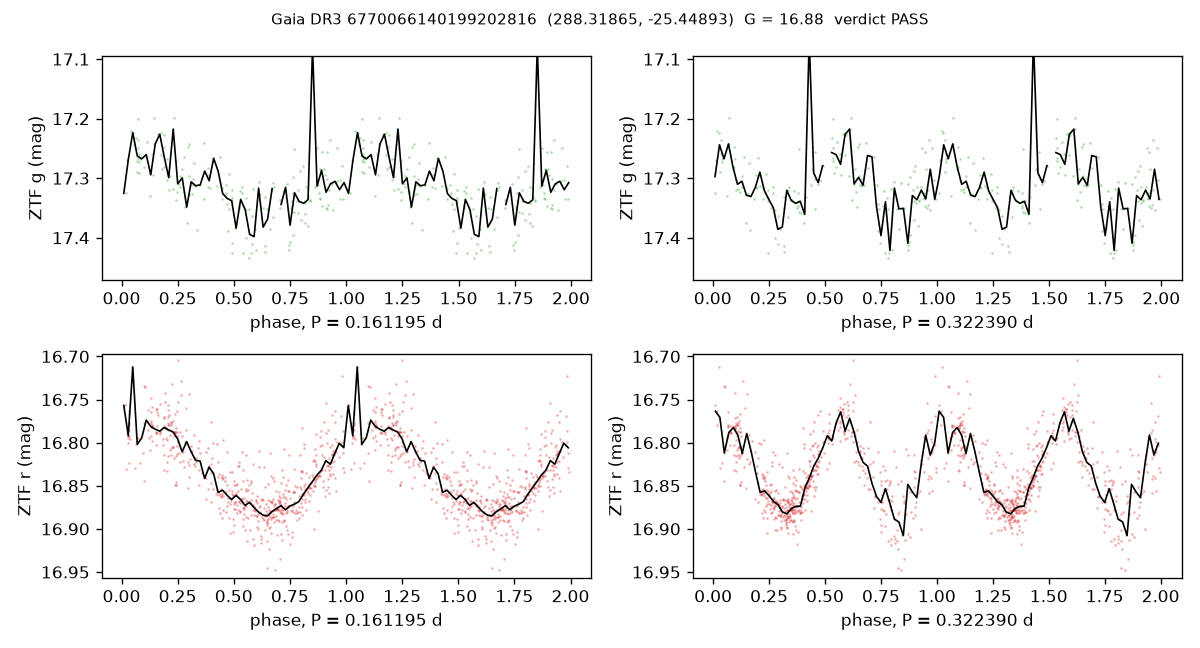 Gaia DR3 6770066140199202816 (288.31865, -25.44893) G = 16.88 verdict PASS
ZTF g (mag)
17.1
17.2
17.3
17.4
0.00 0.25 0.50 0.75 1.00 1.25 1.50 1.75 2.00
phase, P = 0.161195 d
ZTF g (mag)
17.1
17.2
17.3
17.4
0.00 0.25 0.50 0.75 1.00 1.25 1.50 1.75 2.00
phase, P = 0.322390 d
ZTF r (mag)
16.70
16.75
16.80
16.85
16.90
16.95
0.00 0.25 0.50 0.75 1.00 1.25 1.50 1.75 2.00
phase, P = 0.161195 d
ZTF r (mag)
16.70
16.75
16.80
16.85
16.90
16.95
0.00 0.25 0.50 0.75 1.00 1.25 1.50 1.75 2.00
phase, P = 0.322390 d